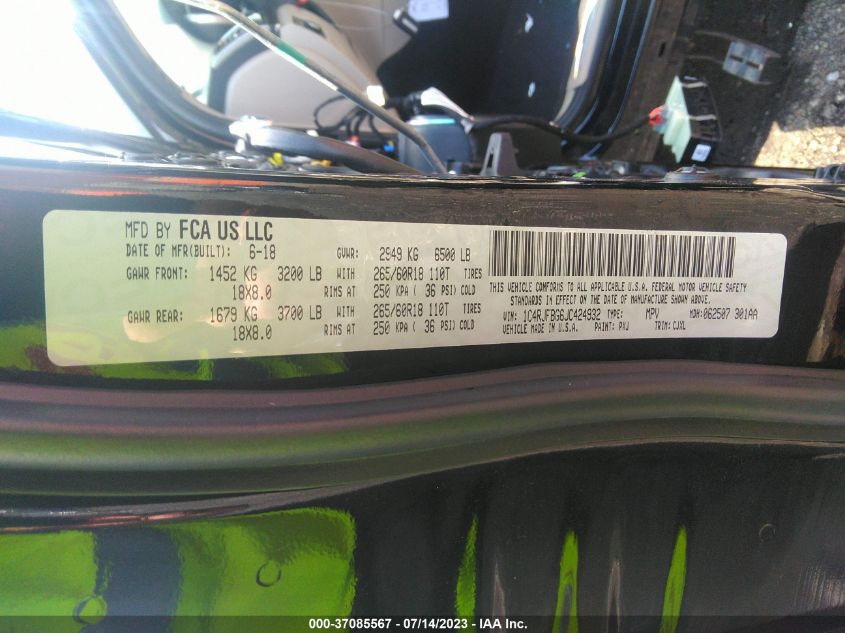 MFD BY FCA US LLC
DATE OF MFR(BUILT): 6-18 GVWR: 2949 KG 6500 LB
GAWR FRONT: 1452 KG 3200 LB WITH 265/60R18 110T TIRES
18X8.0 RIMS AT 250 KPA ( 36 PSI) COLD
GAWR REAR: 1679 KG 3700 LB WITH 265/60R18 110T TIRES
18X8.0 RIMS AT 250 KPA ( 36 PSI) COLD
THIS VEHICLE CONFORMS TO ALL APPLICABLE U.S.A. FEDERAL MOTOR VEHICLE SAFETY
STANDARDS IN EFFECT ON THE DATE OF MANUFACTURE SHOWN ABOVE.
VIN: 1C4RJFBG6JC424932 TYPE: MPV MDH: 062507 301AA
MADE IN U.S.A. PAINT: PXJ TRIM: CJXL
000-37085567 / 07/14/2023 - IAA Inc.